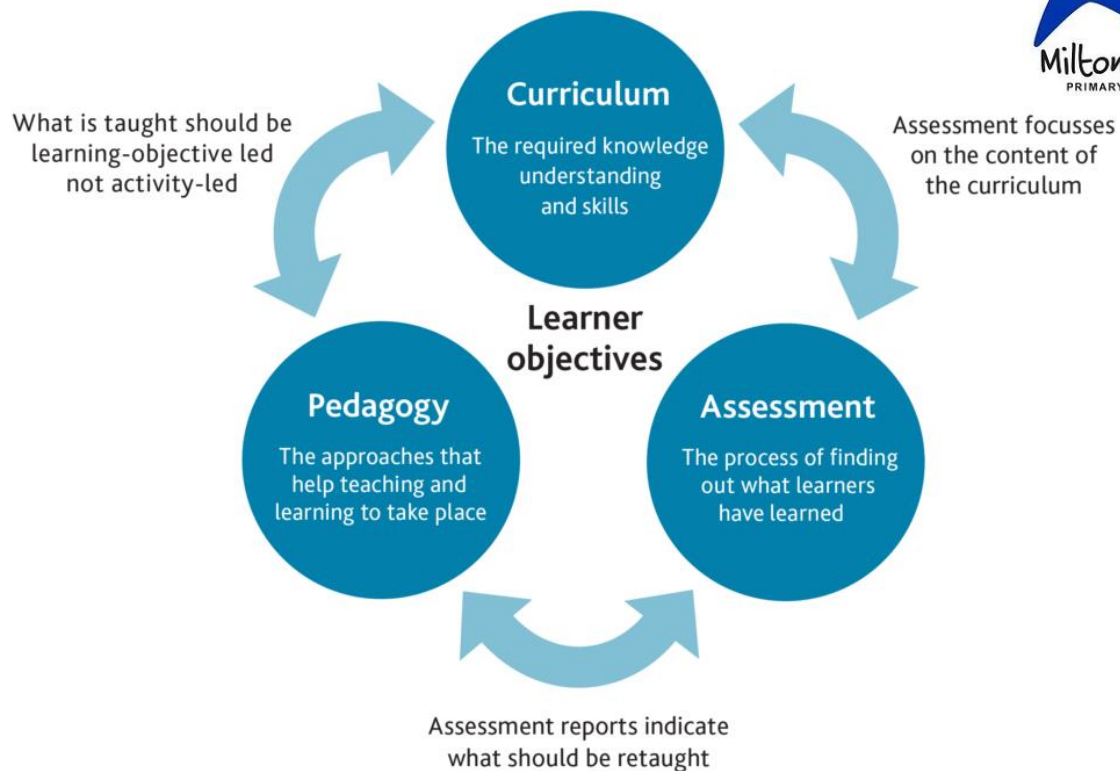 Milton
PRIMARY
Curriculum
The required knowledge
understanding
and skills
What is taught should be
learning-objective led
not activity-led
Assessment focusses
on the content of
the curriculum
Learner
objectives
Pedagogy
The approaches that
help teaching and
learning to take place
Assessment
The process of finding
out what learners
have learned
Assessment reports indicate
what should be retaught